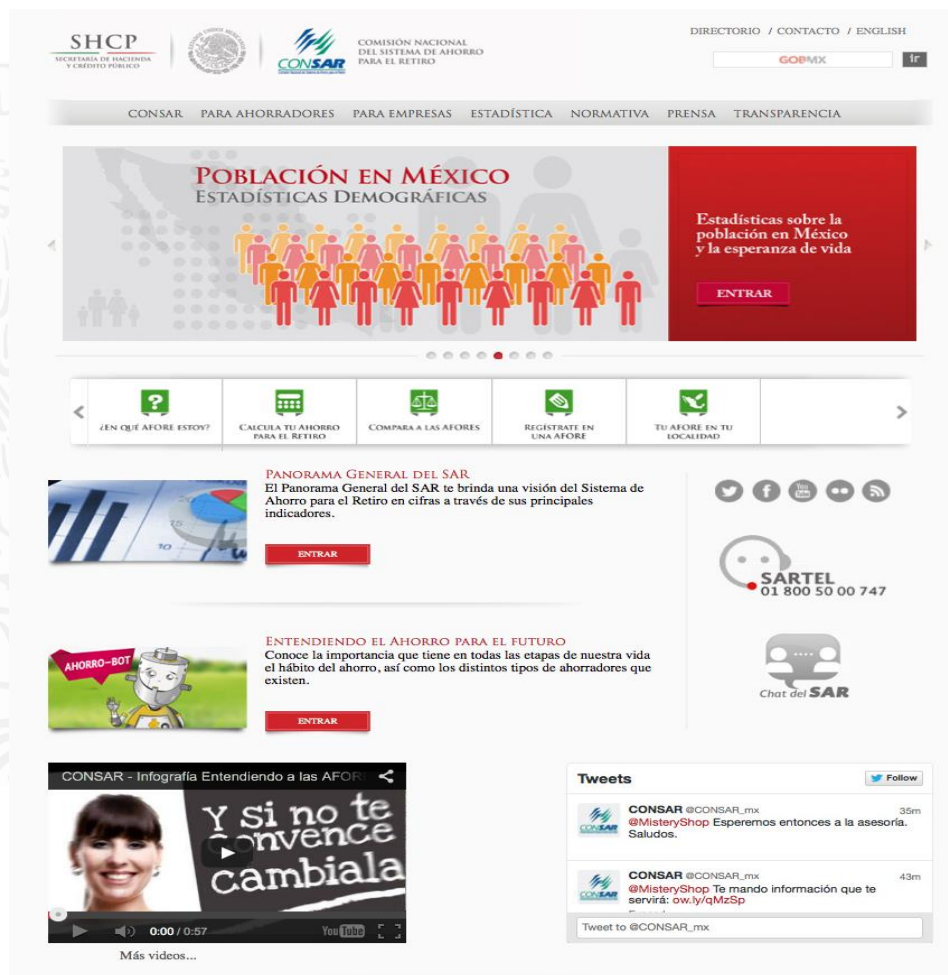 SHCP
SECRETARÍA DE HACIENDA
Y CRÉDITO PÚBLICO
CONSAR
COMISIÓN NACIONAL
DEL SISTEMA DE AHORRO
PARA EL RETIRO
DIRECTORIO / CONTACTO / ENGLISH
GOBMX
ir
CONSAR PARA AHORRADORES PARA EMPRESAS ESTADÍSTICA NORMATIVA PRENSA TRANSPARENCIA
POBLACIÓN EN MÉXICO
ESTADÍSTICAS DEMOGRÁFICAS
Estadísticas sobre la
población en México
y la esperanza de vida
ENTRAR
¿EN QUÉ AFORE ESTOY?
CALCULA TU AHORRO
PARA EL RETIRO
COMPARA A LAS AFORES
REGÍSTRATE EN
UNA AFORE
TU AFORE EN TU
LOCALIDAD
PANORAMA GENERAL DEL SAR
El Panorama General del SAR te brinda una visión del Sistema de
Ahorro para el Retiro en cifras a través de sus principales
indicadores.
ENTRAR
15
10
You
Tube
SARTEL
01 800 50 00 747
ENTENDIENDO EL AHORRO PARA EL FUTURO
Conoce la importancia que tiene en todas las etapas de nuestra vida
el hábito del ahorro, así como los distintos tipos de ahorradores que
existen.
ENTRAR
AHORRO-BOT
Chat del SAR
CONSAR - Infografía Entendiendo a las AFOR
Y si no te
convence
cambiala
0:00 / 0:57
YouTube
Más videos...
Tweets
Follow
CONSAR @CONSAR_mx 35m
@MisteryShop Esperemos entonces a la asesoría.
Saludos.
CONSAR
CONSAR @CONSAR_mx 43m
@MisteryShop Te mando información que te
servirá: ow.ly/qMzSp
CONSAR
Tweet to @CONSAR_mx